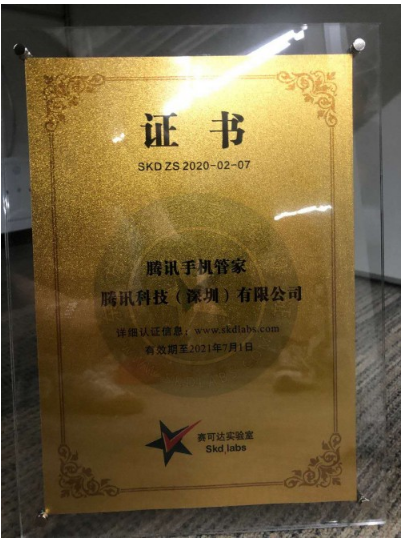 证 书
SKD ZS 2020-02-07
腾讯手机管家
腾讯科技（深圳）有限公司
详细认证信息：www.skdlabs.com
有效期至2021年7月1日
赛可达实验室
Skd labs